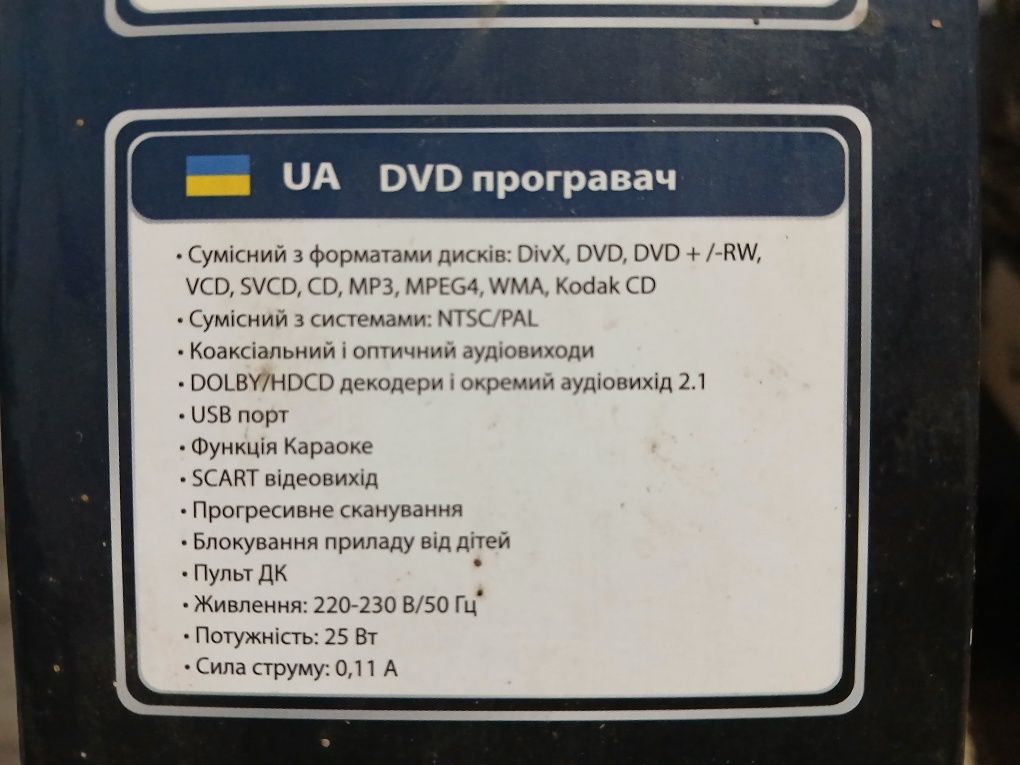 UA DVD програвач
• Сумісний з форматами дисків: DivX, DVD, DVD + /-RW,
VCD, SVCD, CD, MP3, MPEG4, WMA, Kodak CD
• Сумісний з системами: NTSC/PAL
• Коаксіальний і оптичний аудіовиходи
• DOLBY/HDCD декодери і окремий аудіовихід 2.1
• USB порт
• Функція Караоке
• SCART відеовихід
• Прогресивне сканування
• Блокування приладу від дітей
• Пульт ДК
• Живлення: 220-230 В/50 Гц
• Потужність: 25 Вт
• Сила струму: 0,11 А